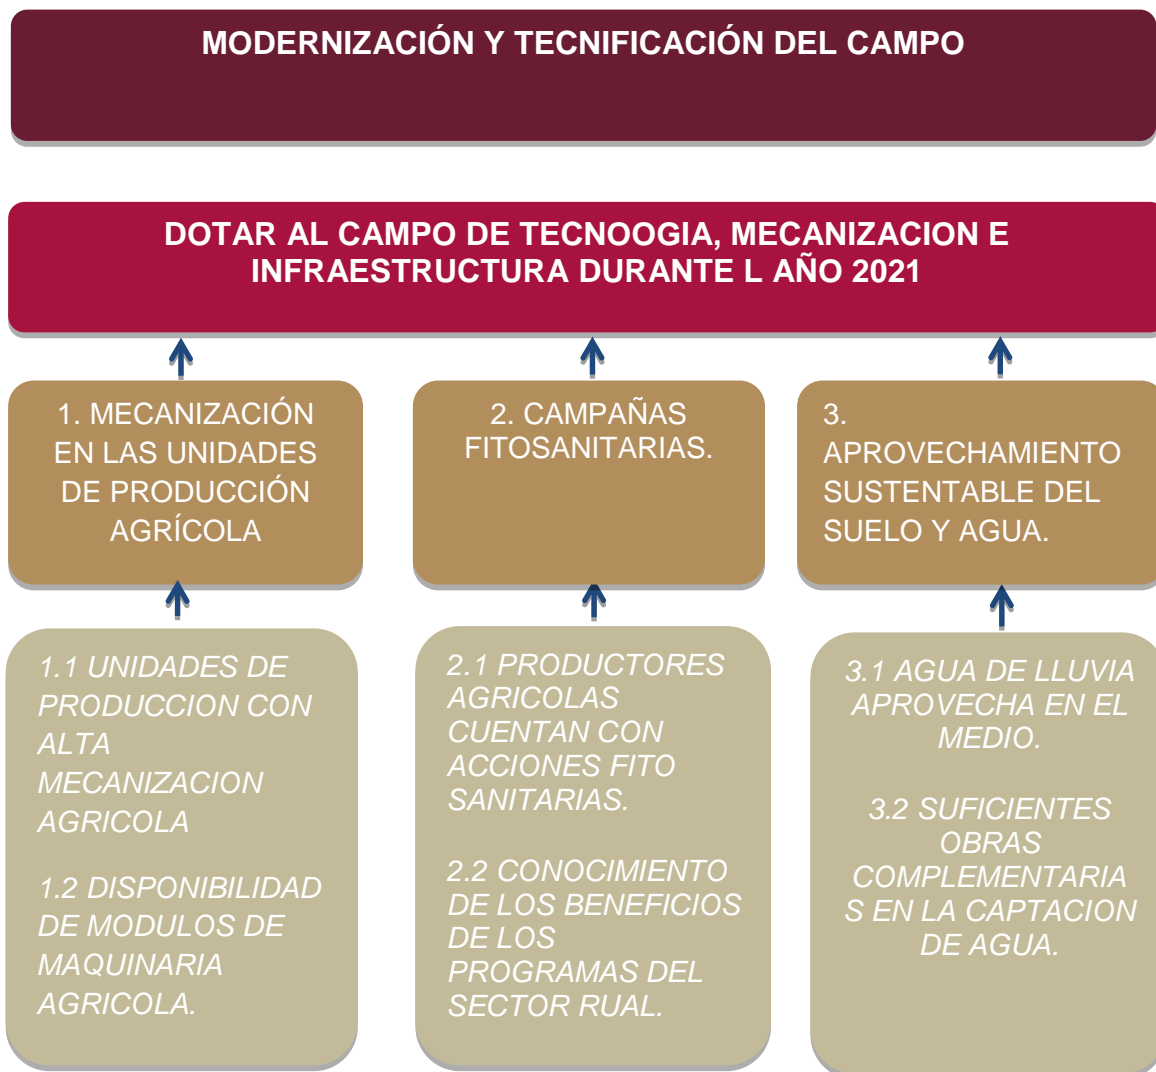 MODERNIZACIÓN Y TECNIFICACIÓN DEL CAMPO
DOTAR AL CAMPO DE TECNOOGIA, MECANIZACION E
INFRAESTRUCTURA DURANTE L AÑO 2021
1. MECANIZACIÓN
EN LAS UNIDADES
DE PRODUCCIÓN
AGRÍCOLA
2. CAMPAÑAS
FITOSANITARIAS.
3.
APROVECHAMIENTO
SUSTENTABLE DEL
SUELO Y AGUA.
1.1 UNIDADES DE
PRODUCCION CON
ALTA
MECANIZACION
AGRICOLA
1.2 DISPONIBILIDAD
DE MODULOS DE
MAQUINARIA
AGRICOLA.
2.1 PRODUCTORES
AGRICOLAS
CUENTAN CON
ACCIONES FITO
SANITARIAS.
2.2 CONOCIMIENTO
DE LOS BENEFICIOS
DE LOS
PROGRAMAS DEL
SECTOR RUAL.
3.1 AGUA DE LLUVIA
APROVECHA EN EL
MEDIO.
3.2 SUFICIENTES
OBRAS
COMPLEMENTARIA
S EN LA CAPTACION
DE AGUA.